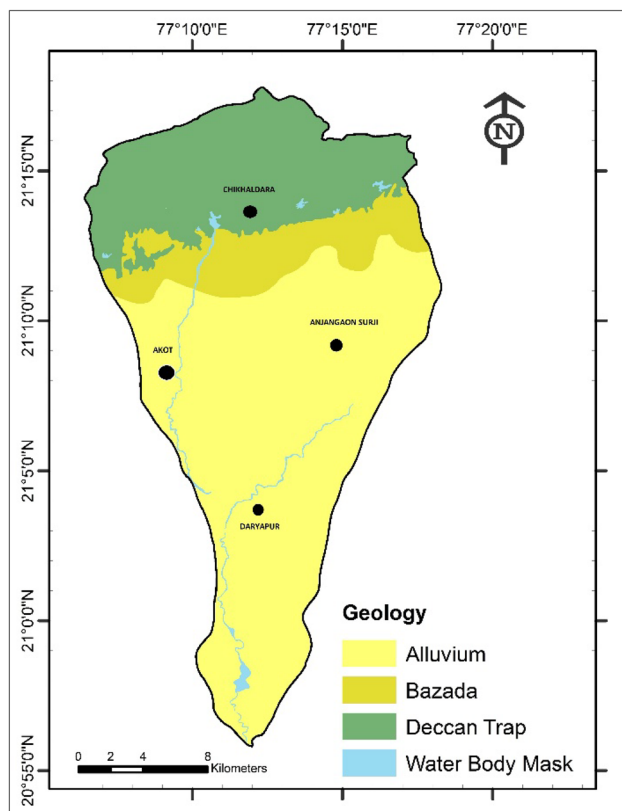 77°10'0"E 77°15'0"E 77°20'0"E
N
21°15'0"N
CHIKHALDARA
21°10'0"N
ANJANGAON SURJI
AKOT
21°5'0"N
DARYAPUR
21°0'0"N
Geology
Alluvium
Bazada
Deccan Trap
Water Body Mask
0 2 4 8
Kilometers
20°55'0"N